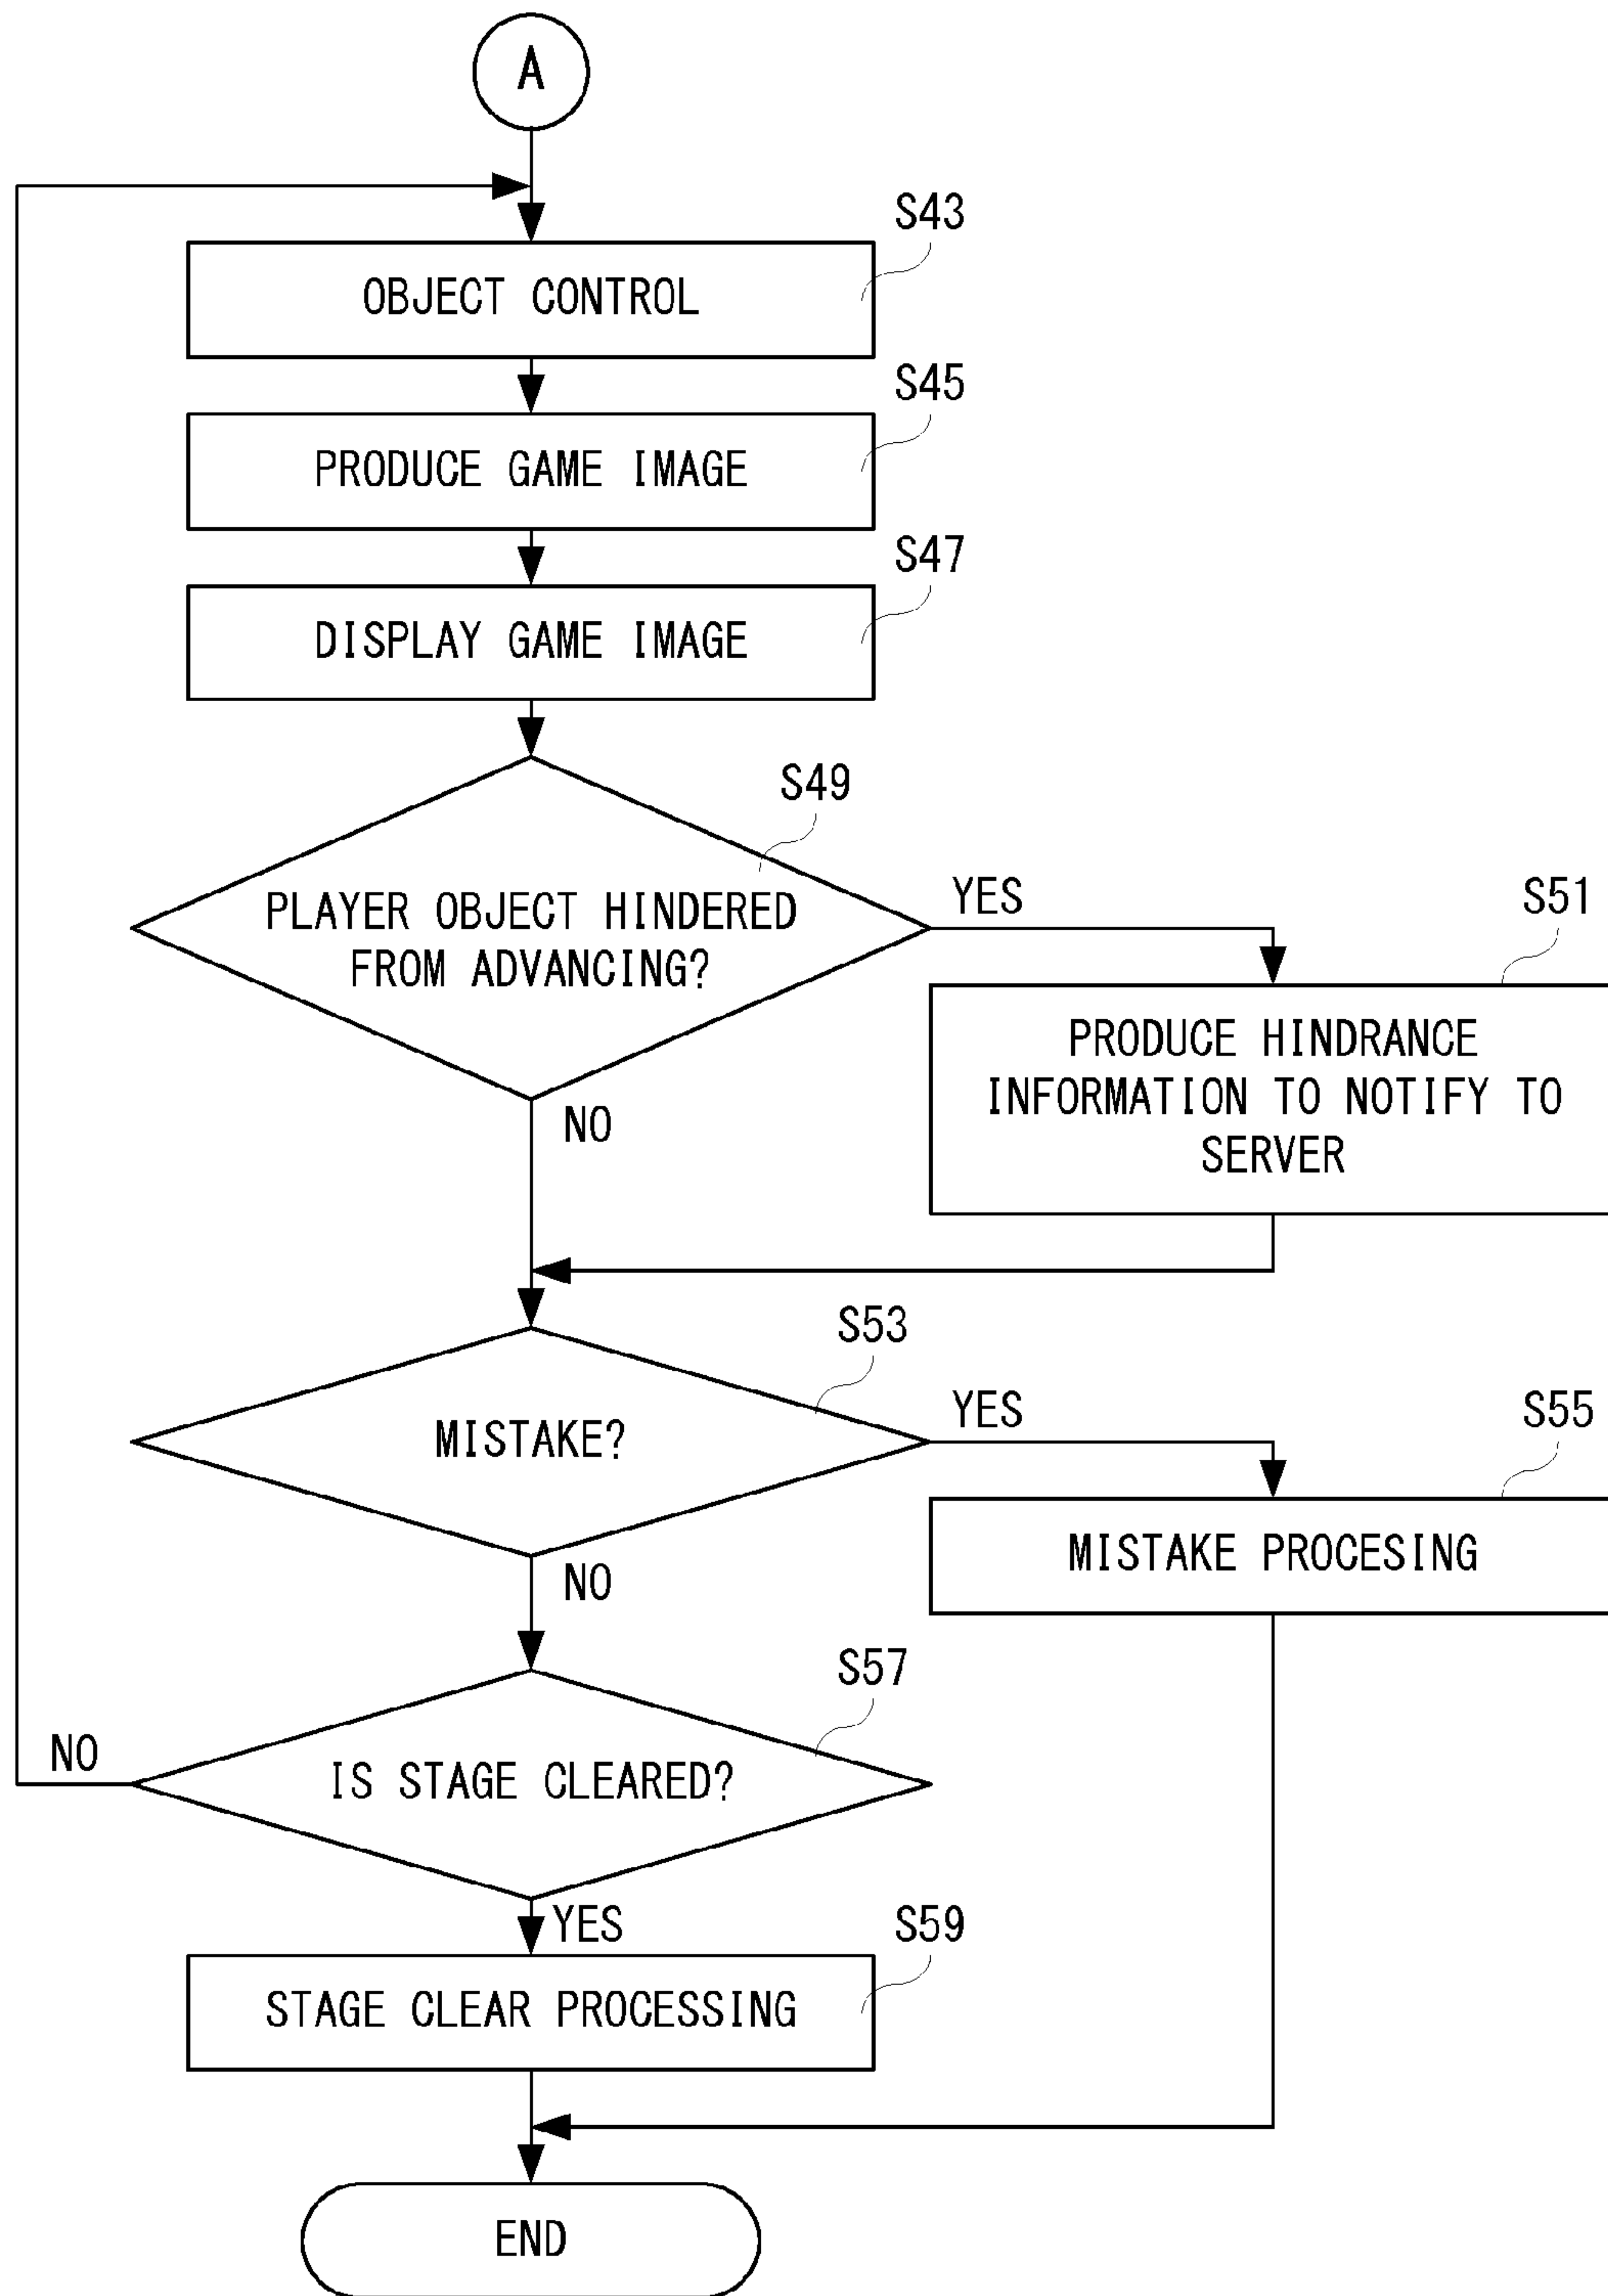 A
S43
OBJECT CONTROL
S45
PRODUCE GAME IMAGE
S47
DISPLAY GAME IMAGE
S49
PLAYER OBJECT HINDERED
FROM ADVANCING?
YES
S51
PRODUCE HINDRANCE
INFORMATION TO NOTIFY TO
SERVER
NO
S53
MISTAKE?
YES
S55
MISTAKE PROCESING
NO
S57
IS STAGE CLEARED?
NO
YES
S59
STAGE CLEAR PROCESSING
END